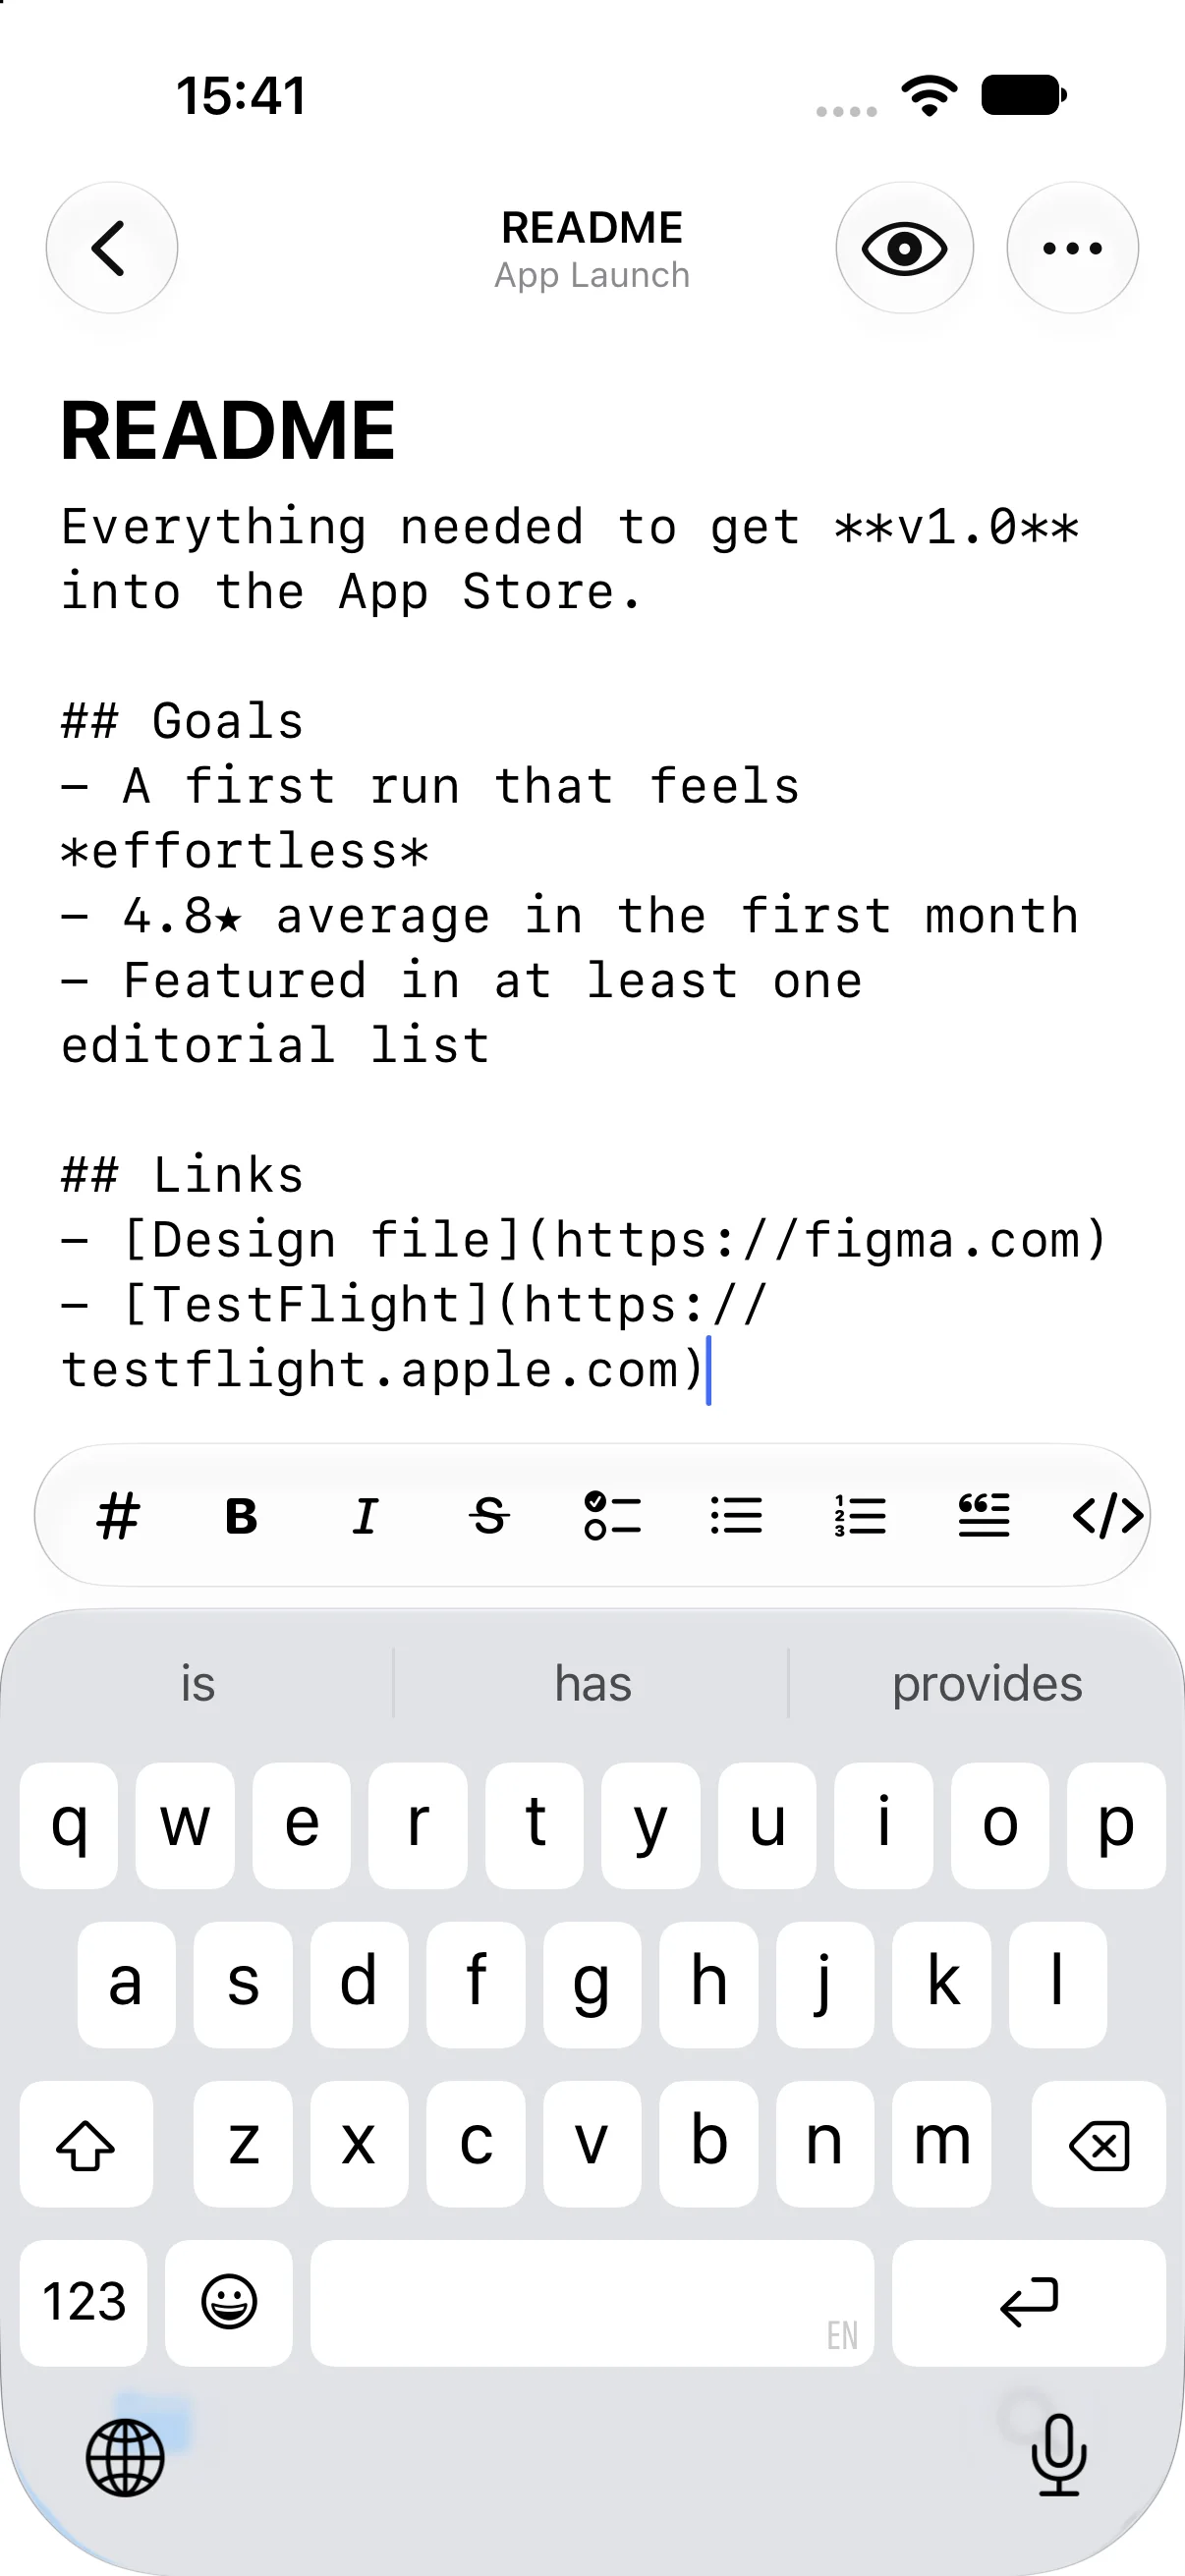 15:41
README
App Launch
README
Everything needed to get **v1.0**
into the App Store.
## Goals
- A first run that feels
*effortless*
- 4.8★ average in the first month
- Featured in at least one
editorial list
## Links
- [Design file](https://figma.com)
- [TestFlight](https://
testflight.apple.com)
# B I S </>
is has provides
q w e r t y u i o p
a s d f g h j k l
z x c v b n m
123
EN